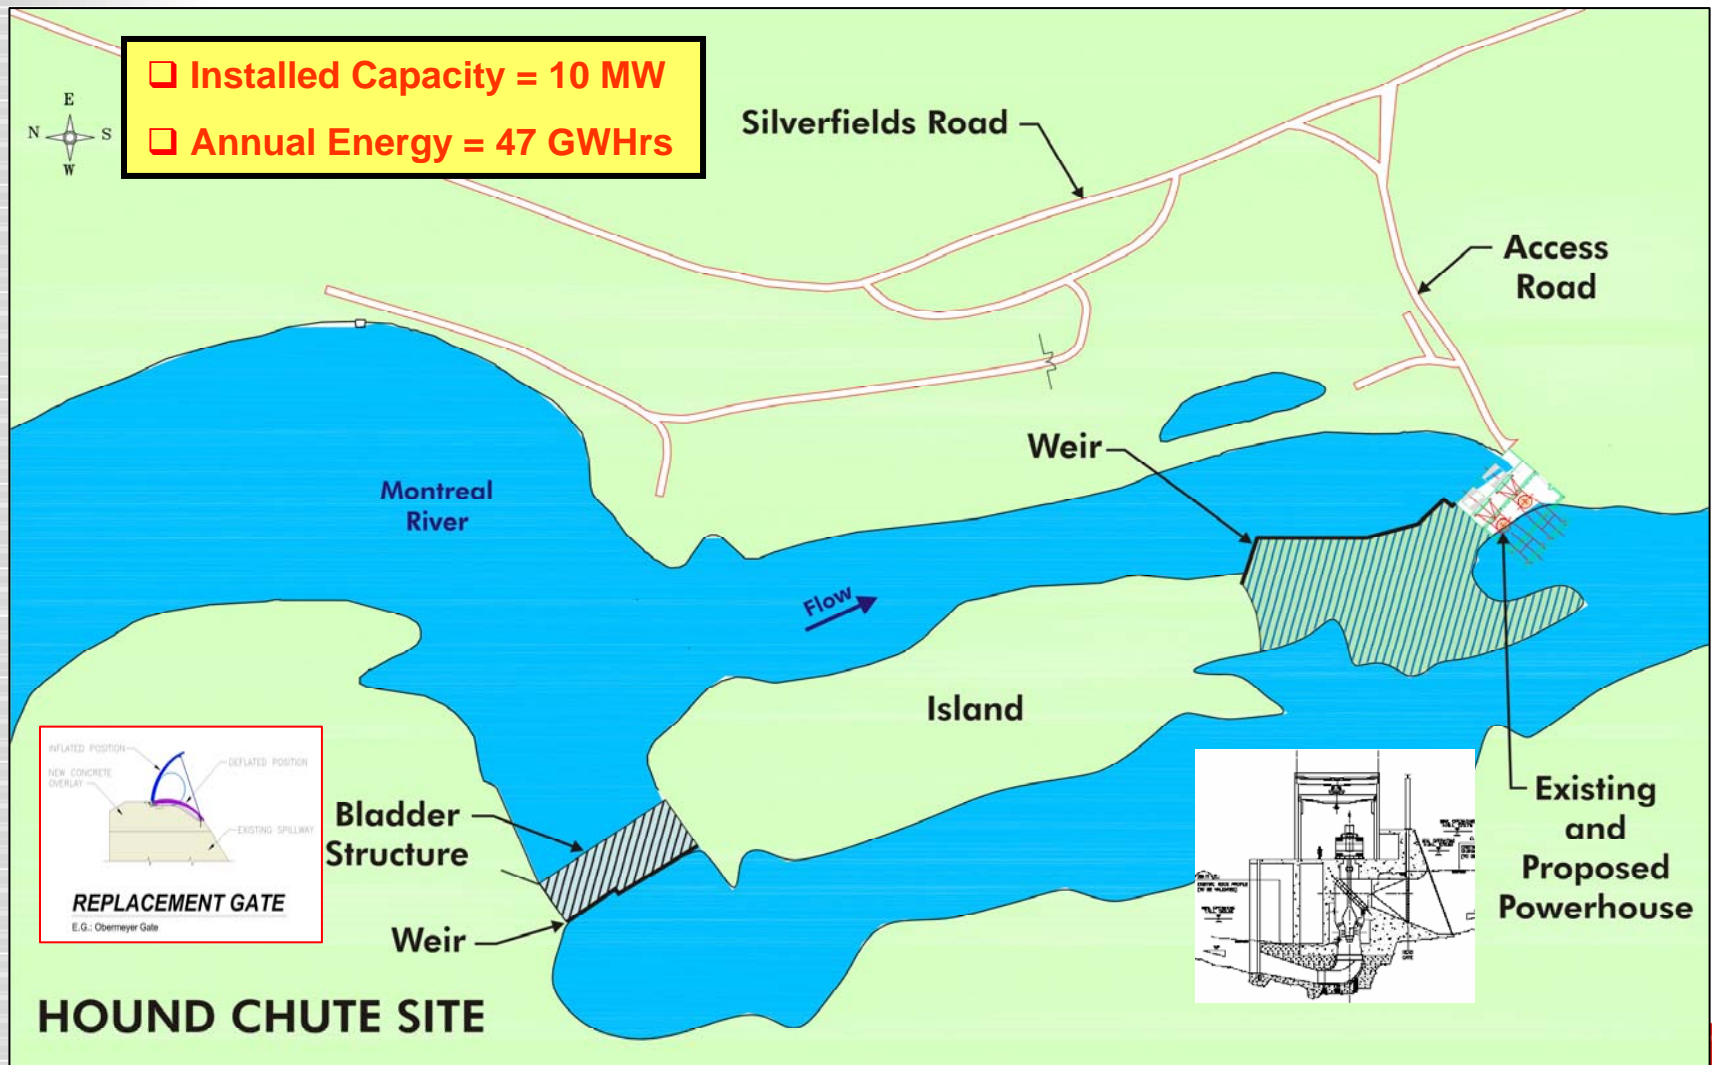 Installed Capacity = 10 MW
Annual Energy = 47 GWHrs
E
N
S
W
Silverfields Road
Access
Road
Weir
Montreal
River
Flow
Island
INFLATED POSITION
DEFLATED POSITION
NEW CONCRETE
OVERLAY
EXISTING SPILLWAY
REPLACEMENT GATE
E.G.: Obermeyer Gate
Bladder
Structure
Weir
Existing
and
Proposed
Powerhouse
HOUND CHUTE SITE